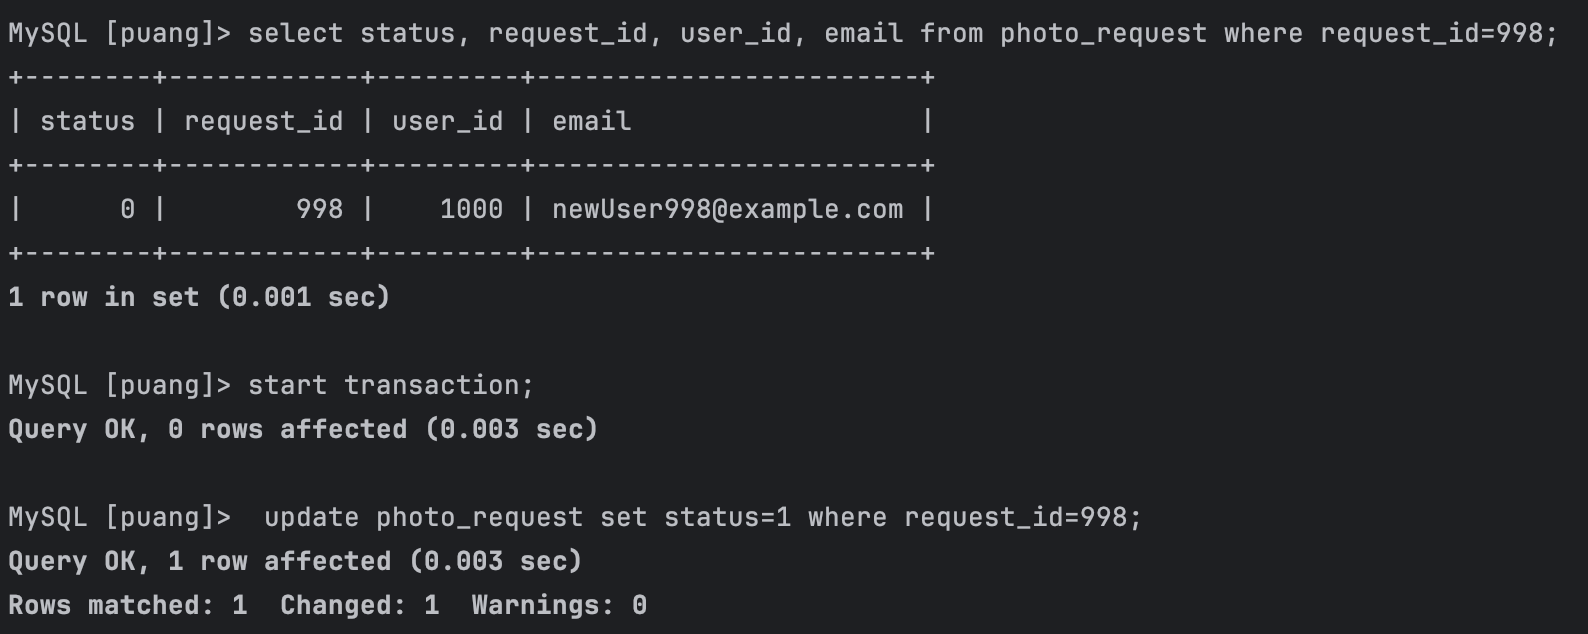 MySQL [puang]> select status, request_id, user_id, email from photo_request where request_id=998;
+--------+------------+---------+-----------------------+
| status | request_id | user_id | email                 |
+--------+------------+---------+-----------------------+
|      0 |        998 |    1000 | newUser998@example.com |
+--------+------------+---------+-----------------------+
1 row in set (0.001 sec)

MySQL [puang]> start transaction;
Query OK, 0 rows affected (0.003 sec)

MySQL [puang]>  update photo_request set status=1 where request_id=998;
Query OK, 1 row affected (0.003 sec)
Rows matched: 1  Changed: 1  Warnings: 0